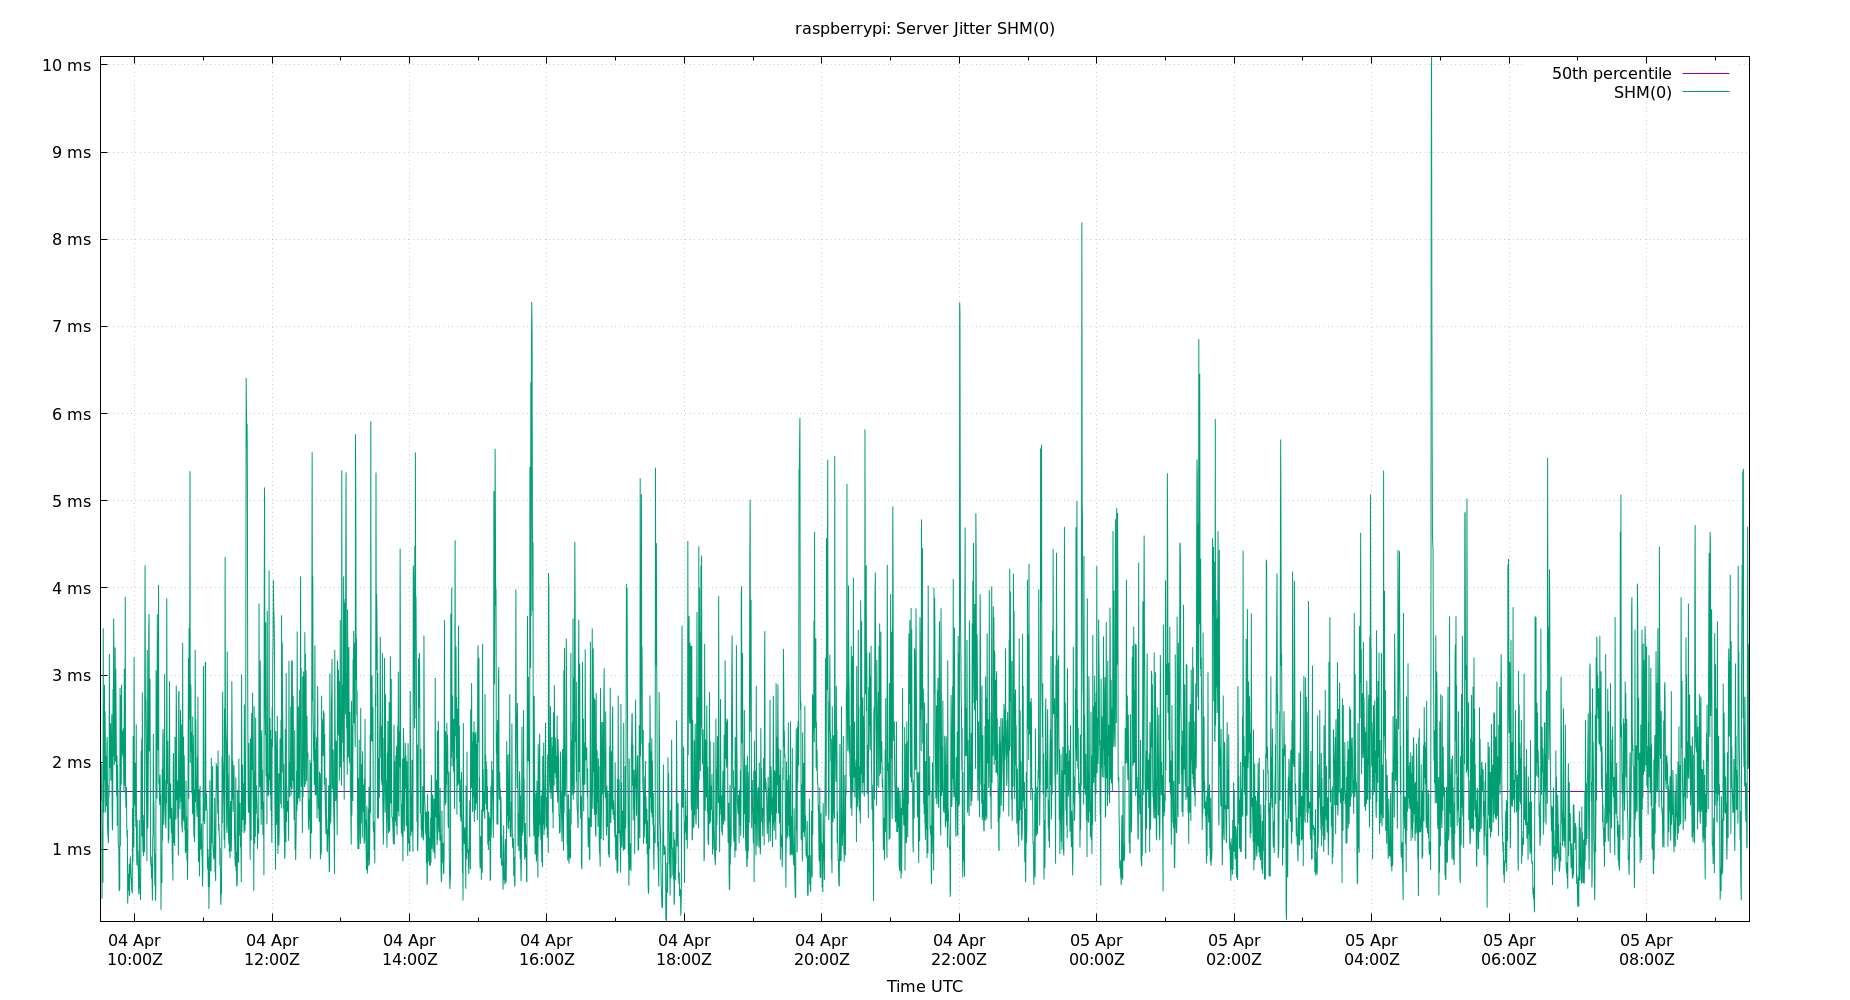 raspberrypi: Server Jitter SHM(0)
10 ms
50th percentile
SHM(0)
9 ms
8 ms
7 ms
6 ms
5 ms
4 ms
3 ms
2 ms
1 ms
04 Apr 04 Apr 04 Apr 04 Apr 04 Apr 04 Apr 04 Apr 05 Apr 05 Apr 05 Apr 05 Apr 05 Apr
10:00Z 12:00Z 14:00Z 16:00Z 18:00Z 20:00Z 22:00Z 00:00Z 02:00Z 04:00Z 06:00Z 08:00Z
Time UTC